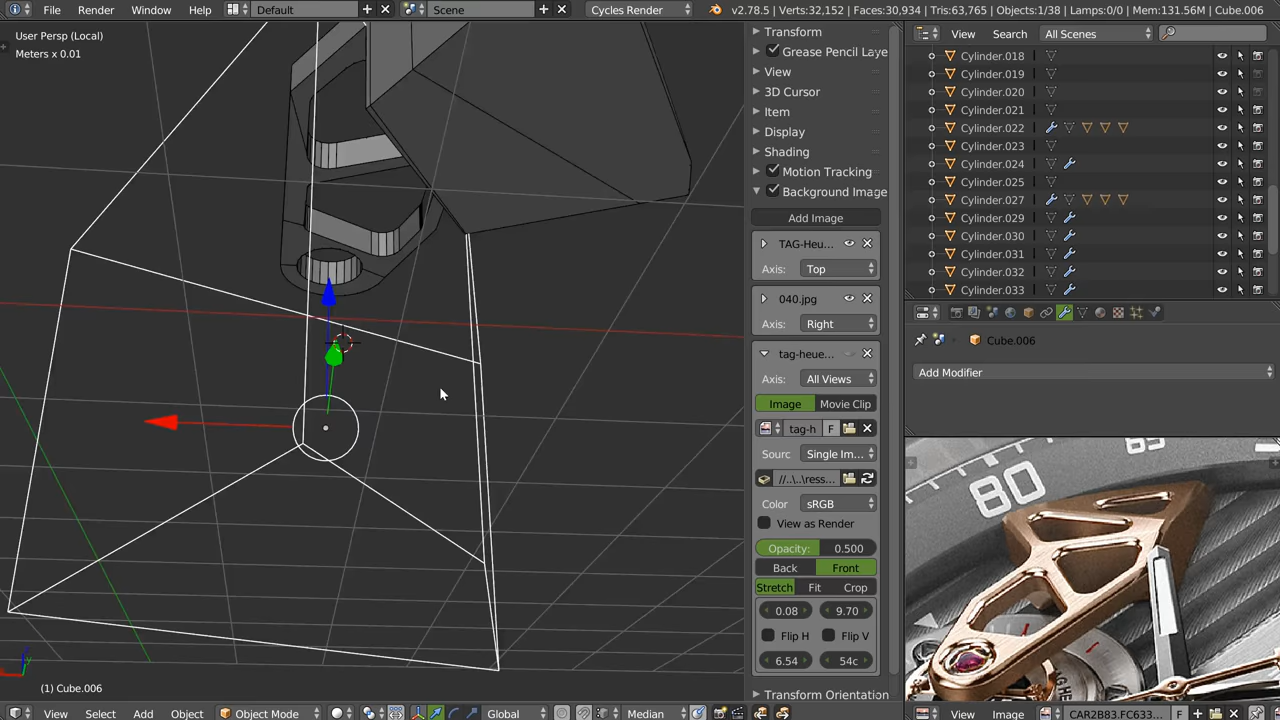 File Render Window Help Default Scene Cycles Render v2.78.5 | Verts:32,152 | Faces:30,934 | Tris:63,765 | Objects:1/38 | Lamps:0/0 | Mem:131.56M | Cube.006
User Persp (Local)
Meters x 0.01
(1) Cube.006
View Select Add Object Object Mode Global Median
Transform
Grease Pencil Laye
View
3D Cursor
Item
Display
Shading
Motion Tracking
Background Image
Add Image
TAG-Heu...
Axis: Top
040.jpg
Axis: Right
tag-heue...
Axis: All Views
Image Movie Clip
tag-h F
Sourc Single Im...
//..\..\ress...
Color sRGB
View as Render
Opacity: 0.500
Back Front
Stretch Fit Crop
0.08 9.70
Flip H Flip V
6.54 54c
Transform Orientation
View Search All Scenes
Cylinder.018
Cylinder.019
Cylinder.020
Cylinder.021
Cylinder.022
Cylinder.023
Cylinder.024
Cylinder.025
Cylinder.027
Cylinder.029
Cylinder.030
Cylinder.031
Cylinder.032
Cylinder.033
Cube.006
Add Modifier
80
85
View Image CAR2B83.FC633... F